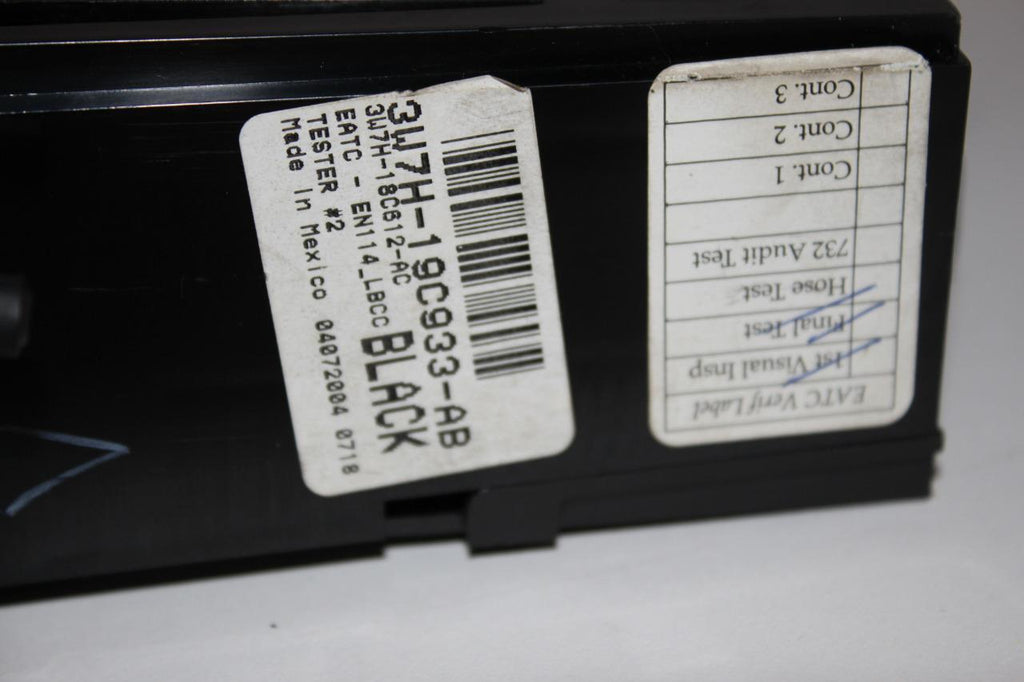 3W7H-19C933-AB
3W7H-18C612-AC
EATC - EN114_LBCC BLACK
TESTER #2
Made In Mexico 04072004 0718
EATC Verif Label
1st Visual Insp
Final Test
Hose Test
732 Audit Test
Cont. 1
Cont. 2
Cont. 3